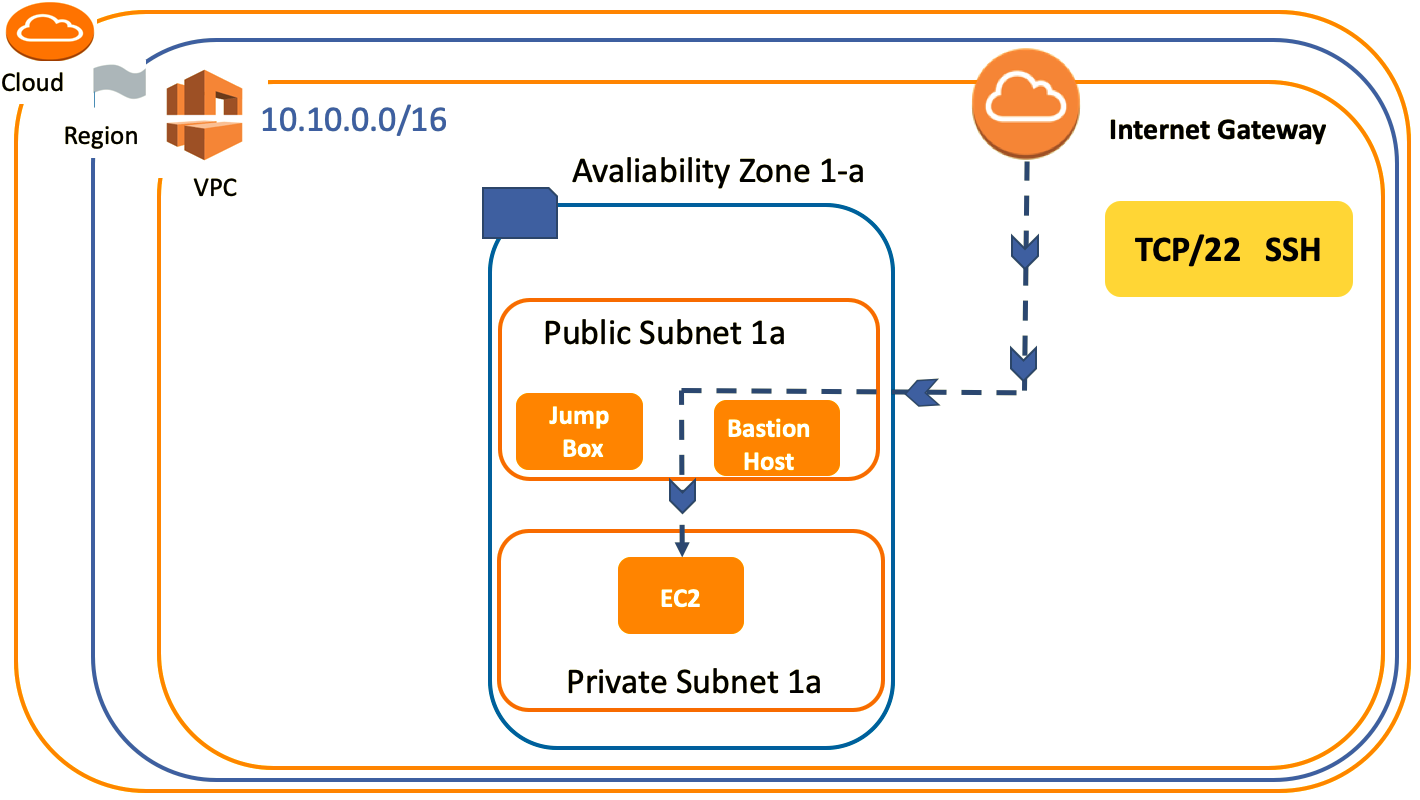 Cloud
Region
VPC
10.10.0.0/16
Internet Gateway
Avaliability Zone 1-a
TCP/22 SSH
Public Subnet 1a
Jump
Box
Bastion
Host
EC2
Private Subnet 1a